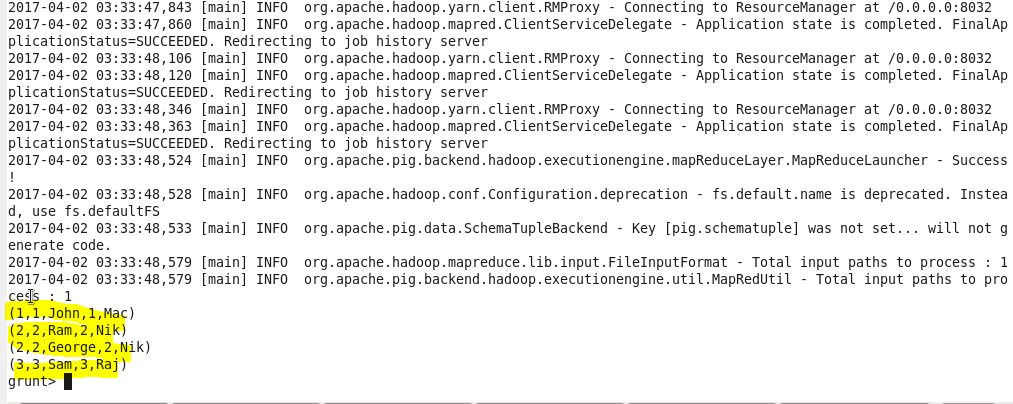 2017-04-02 03:33:47,843 [main] INFO  org.apache.hadoop.yarn.client.RMProxy - Connecting to ResourceManager at /0.0.0.0:8032
2017-04-02 03:33:47,860 [main] INFO  org.apache.hadoop.mapred.ClientServiceDelegate - Application state is completed. FinalAp
plicationStatus=SUCCEEDED. Redirecting to job history server
2017-04-02 03:33:48,106 [main] INFO  org.apache.hadoop.yarn.client.RMProxy - Connecting to ResourceManager at /0.0.0.0:8032
2017-04-02 03:33:48,120 [main] INFO  org.apache.hadoop.mapred.ClientServiceDelegate - Application state is completed. FinalAp
plicationStatus=SUCCEEDED. Redirecting to job history server
2017-04-02 03:33:48,346 [main] INFO  org.apache.hadoop.yarn.client.RMProxy - Connecting to ResourceManager at /0.0.0.0:8032
2017-04-02 03:33:48,363 [main] INFO  org.apache.hadoop.mapred.ClientServiceDelegate - Application state is completed. FinalAp
plicationStatus=SUCCEEDED. Redirecting to job history server
2017-04-02 03:33:48,524 [main] INFO  org.apache.pig.backend.hadoop.executionengine.mapReduceLayer.MapReduceLauncher - Success
!
2017-04-02 03:33:48,528 [main] INFO  org.apache.hadoop.conf.Configuration.deprecation - fs.default.name is deprecated. Instea
d, use fs.defaultFS
2017-04-02 03:33:48,533 [main] INFO  org.apache.pig.data.SchemaTupleBackend - Key [pig.schematuple] was not set... will not g
enerate code.
2017-04-02 03:33:48,579 [main] INFO  org.apache.hadoop.mapreduce.lib.input.FileInputFormat - Total input paths to process : 1
2017-04-02 03:33:48,579 [main] INFO  org.apache.pig.backend.hadoop.executionengine.util.MapRedUtil - Total input paths to pro
cess : 1
(1,1,John,1,Mac)
(2,2,Ram,2,Nik)
(2,2,George,2,Nik)
(3,3,Sam,3,Raj)
grunt>